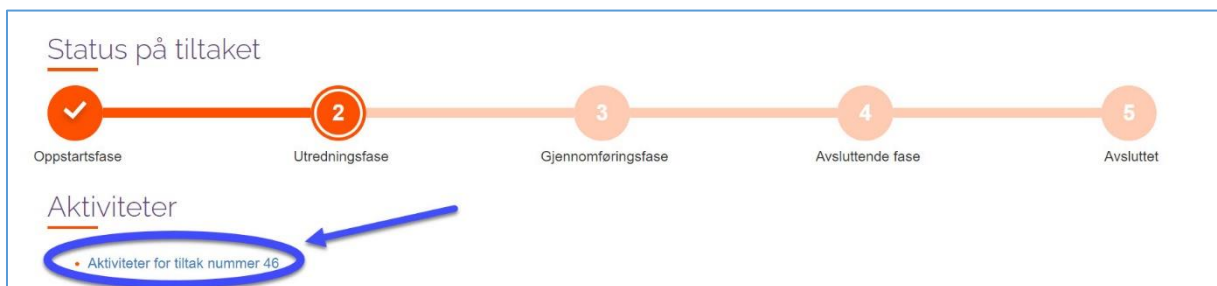 Status på tiltaket
2
3
4
5
Oppstartsfase
Utredningsfase
Gjennomføringsfase
Avsluttende fase
Avsluttet
Aktiviteter
• Aktiviteter for tiltak nummer 46